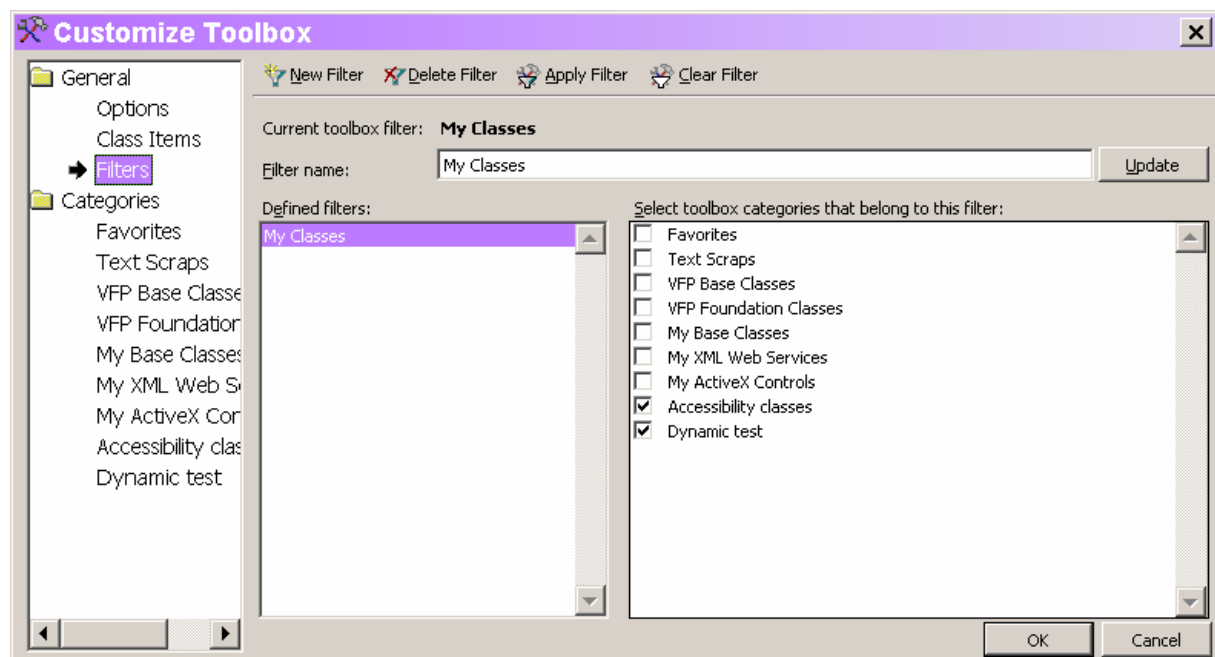 Customize Toolbox
General
Options
Class Items
Filters
Categories
Favorites
Text Scraps
VFP Base Classe
VFP Foundation
My Base Classes
My XML Web S
My ActiveX Cor
Accessibility clas
Dynamic test
New Filter Delete Filter Apply Filter Clear Filter
Current toolbox filter: My Classes
Filter name: My Classes Update
Defined filters:
My Classes
Select toolbox categories that belong to this filter:
Favorites
Text Scraps
VFP Base Classes
VFP Foundation Classes
My Base Classes
My XML Web Services
My ActiveX Controls
Accessibility classes
Dynamic test
OK Cancel